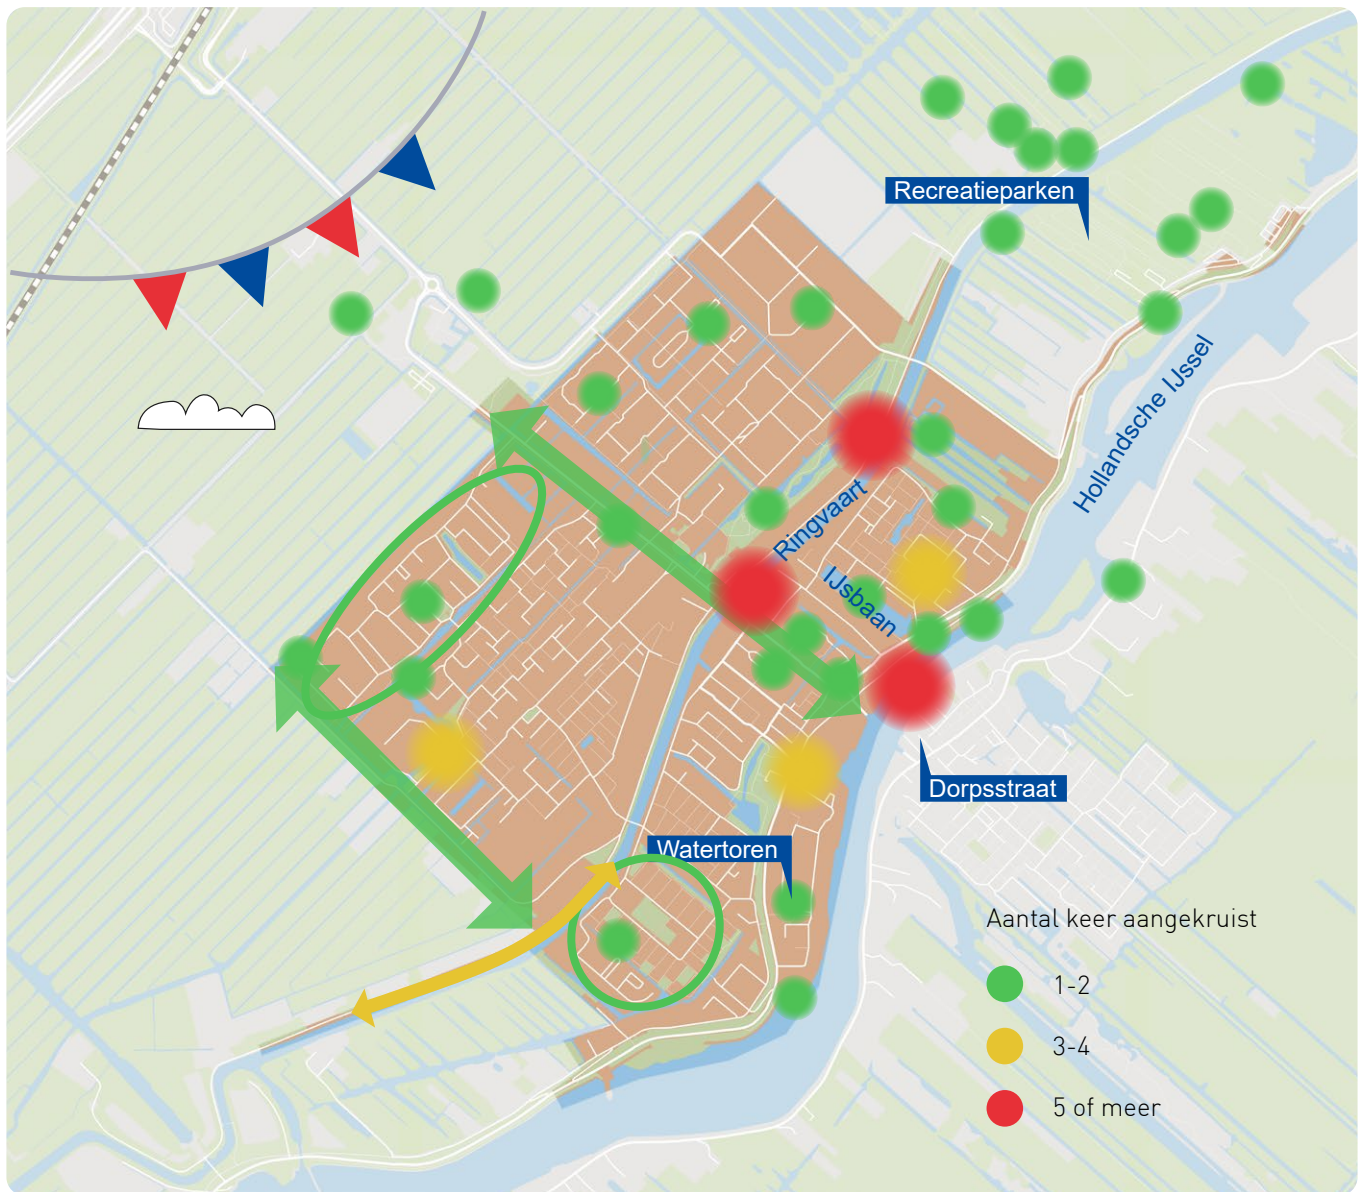 Recreatieparken
Hollandsche IJssel
Ringvaart
IJsbaan
Dorpsstraat
Watertoren
Aantal keer aangekruist
1-2
3-4
5 of meer